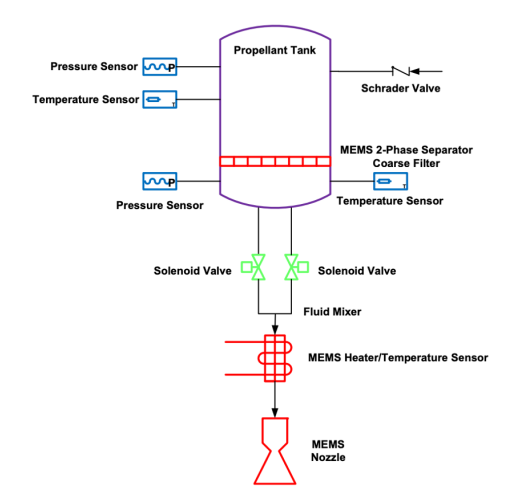 Propellant Tank
Pressure Sensor
P
Schrader Valve
Temperature Sensor
T
MEMS 2-Phase Separator
Coarse Filter
P
T
Pressure Sensor
Temperature Sensor
Solenoid Valve
Solenoid Valve
Fluid Mixer
MEMS Heater/Temperature Sensor
MEMS
Nozzle